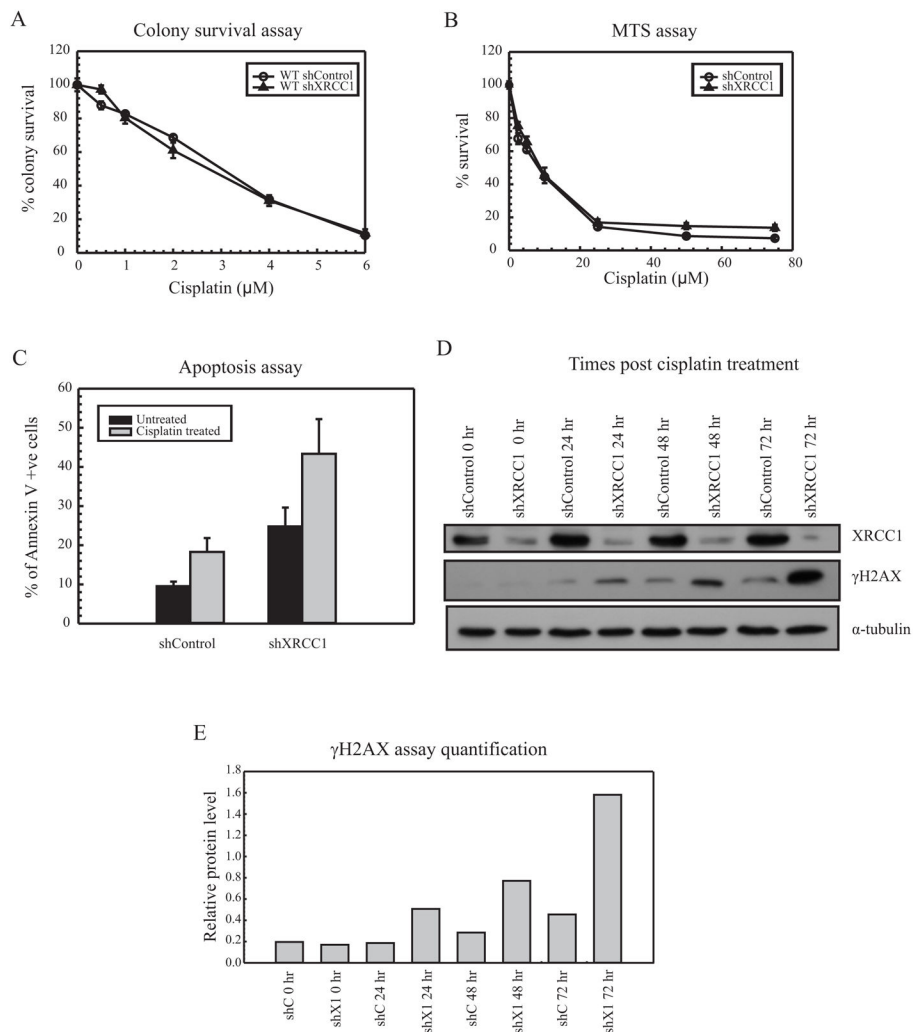 A
Colony survival assay
% colony survival
120
100
80
60
40
20
0
WT shControl
WT shXRCC1
0 1 2 3 4 5 6
Cisplatin (µM)
B
MTS assay
% survival
120
100
80
60
40
20
0
shControl
shXRCC1
0 20 40 60 80
Cisplatin (µM)
C
Apoptosis assay
% of Annexin V +ve cells
60
50
40
30
20
10
0
Untreated
Cisplatin treated
shControl shXRCC1
D
Times post cisplatin treatment
shControl 0 hr
shXRCC1 0 hr
shControl 24 hr
shXRCC1 24 hr
shControl 48 hr
shXRCC1 48 hr
shControl 72 hr
shXRCC1 72 hr
XRCC1
γH2AX
α-tubulin
E
γH2AX assay quantification
Relative protein level
1.8
1.6
1.4
1.2
1.0
0.8
0.6
0.4
0.2
0.0
shC 0 hr
shX1 0 hr
shC 24 hr
shX1 24 hr
shC 48 hr
shX1 48 hr
shC 72 hr
shX1 72 hr